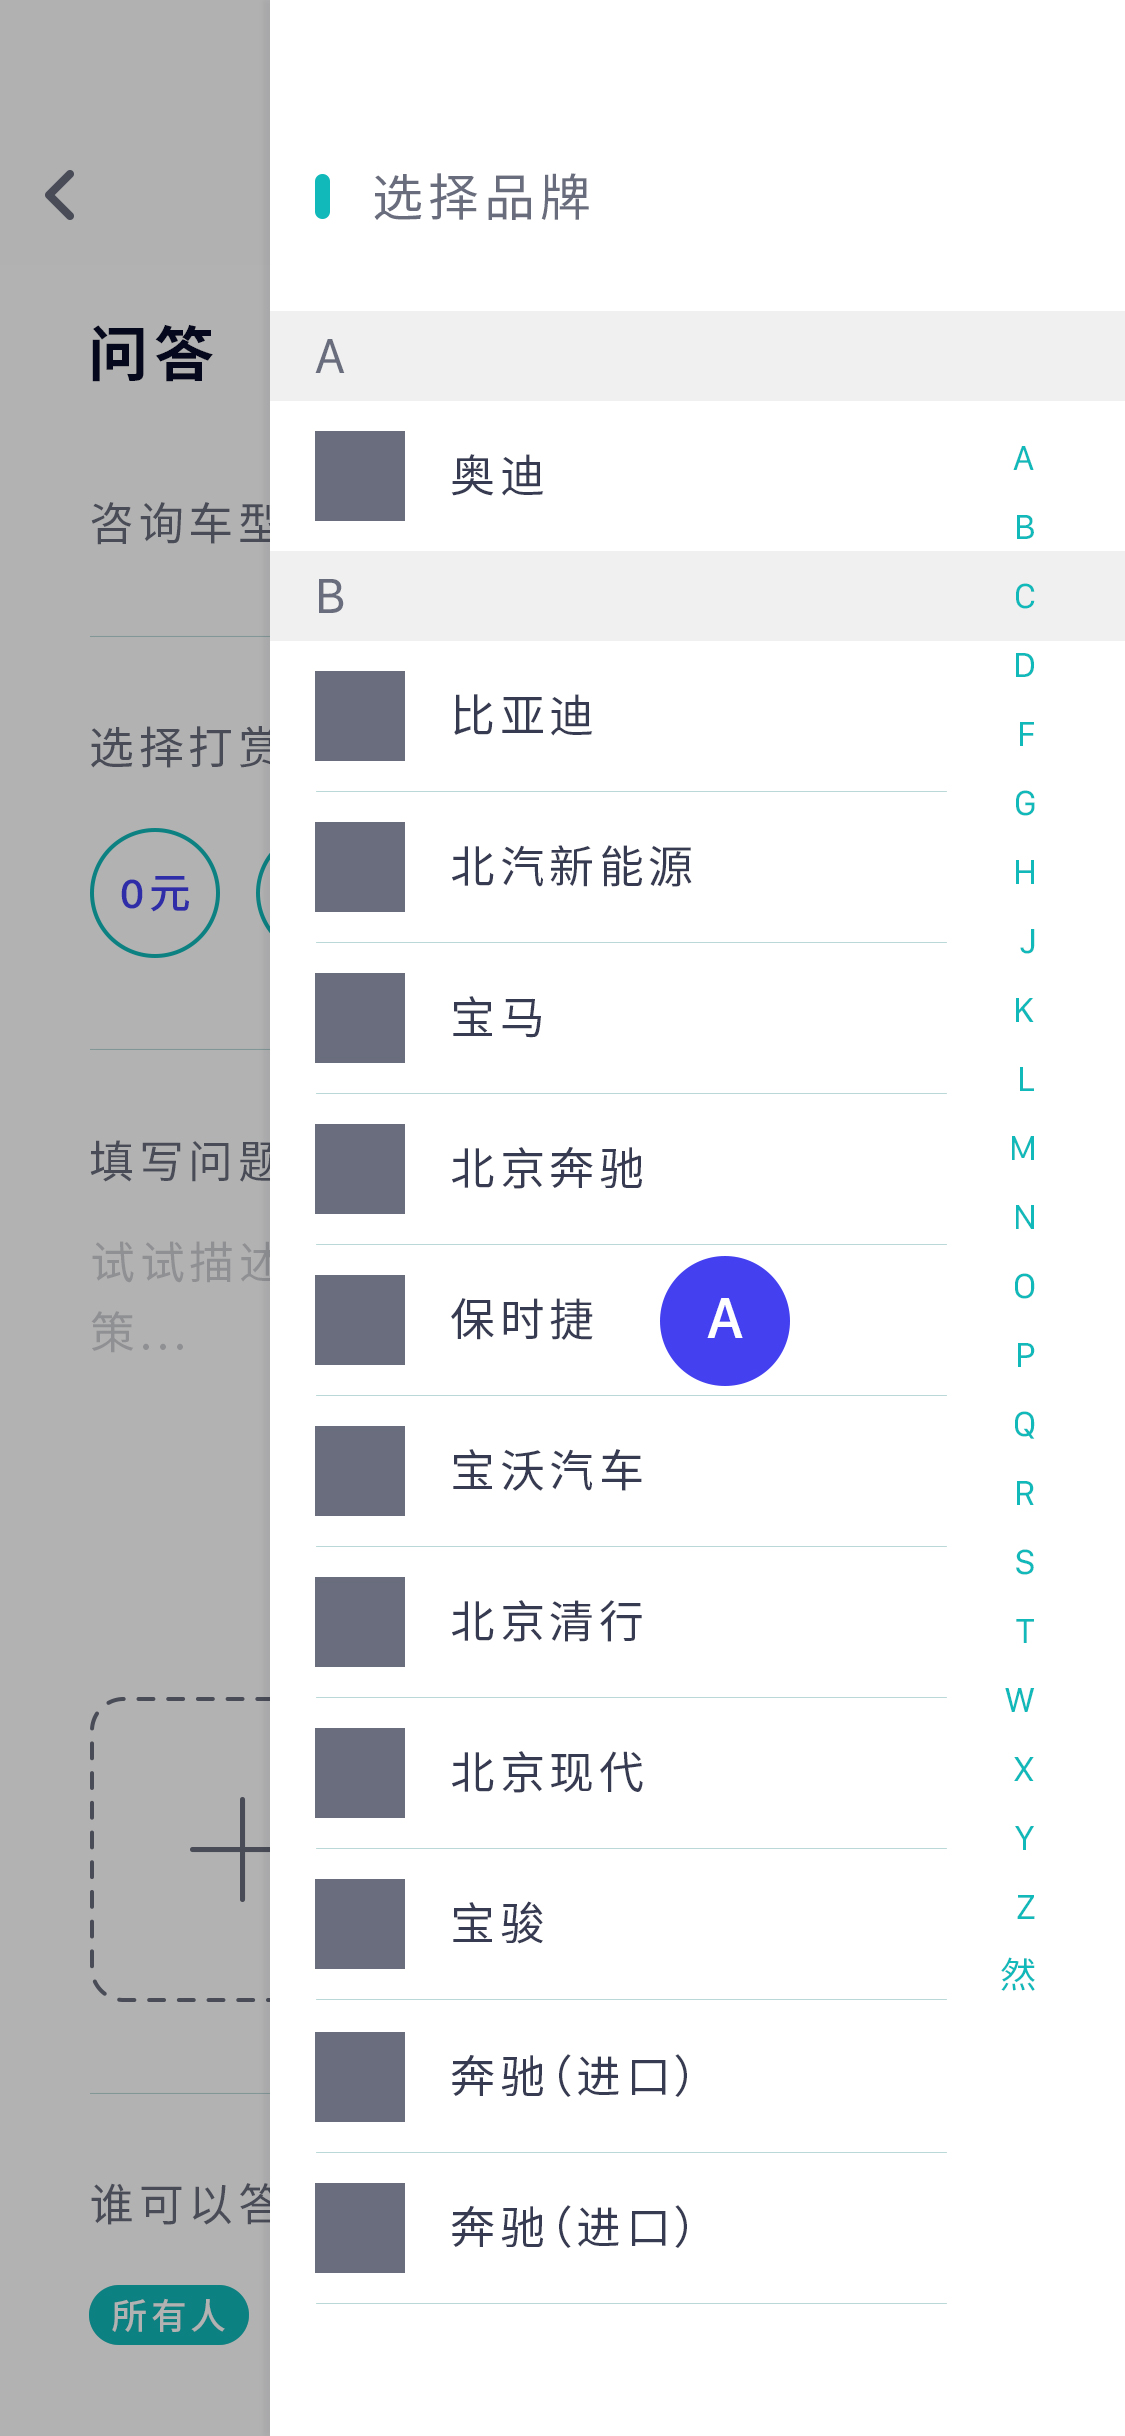 选择品牌
问答
咨询车型
选择打赏
0元
填写问题
试试描述
策...
谁可以答
所有人
A
奥迪
B
比亚迪
北汽新能源
宝马
北京奔驰
保时捷
A
宝沃汽车
北京清行
北京现代
宝骏
奔驰(进口)
奔驰(进口)
A
B
C
D
F
G
H
J
K
L
M
N
O
P
Q
R
S
T
W
X
Y
Z
然